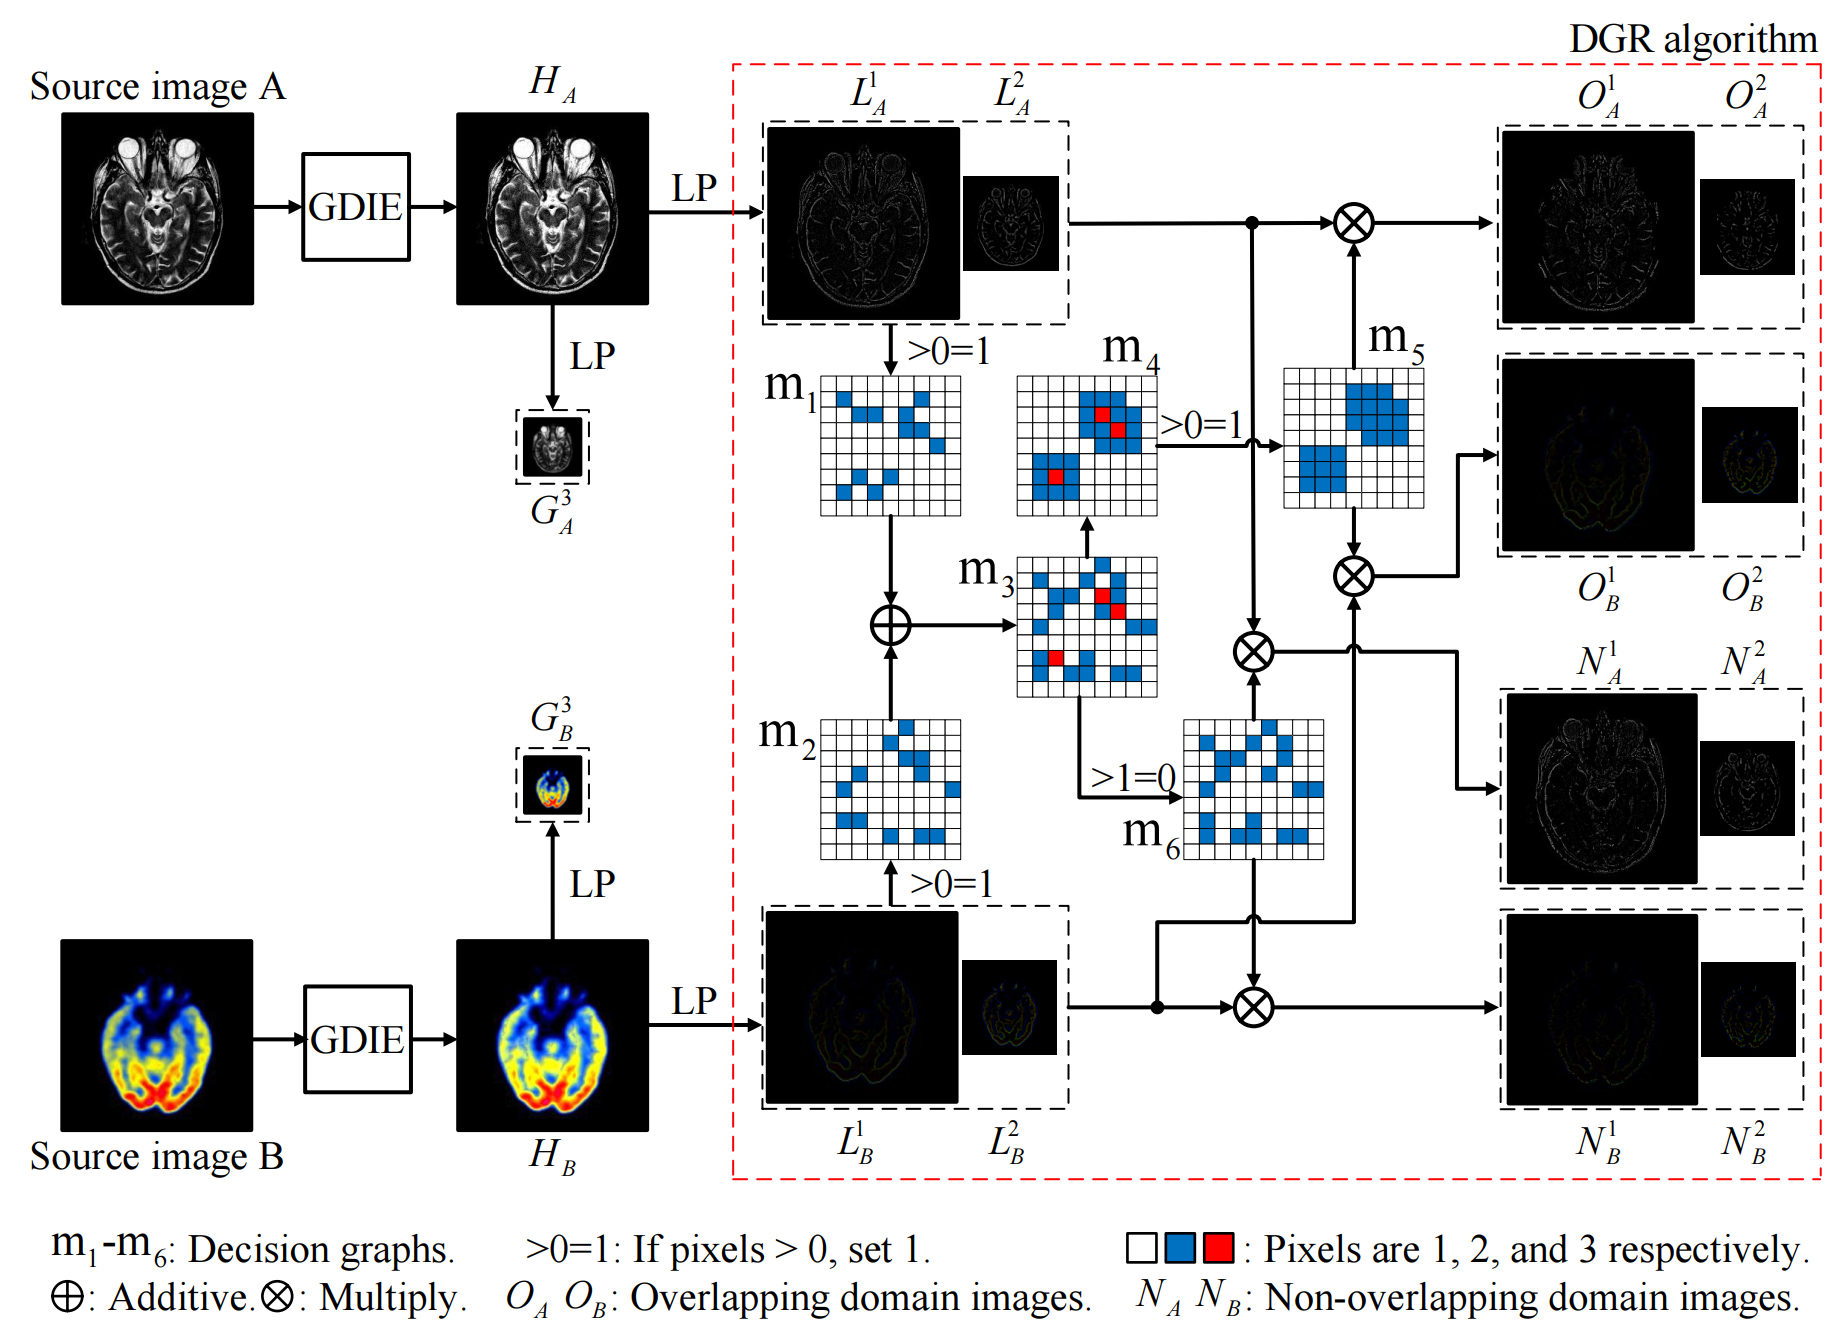 DGR algorithm
Source image A
H_A
L_A^1
L_A^2
O_A^1
O_A^2
GDIE
LP
LP
G_A^3
>0=1
m_1
m_4
>0=1
m_5
m_3
O_B^1
O_B^2
N_A^1
N_A^2
G_B^3
m_2
>1=0
m_6
LP
>0=1
GDIE
LP
Source image B
H_B
L_B^1
L_B^2
N_B^1
N_B^2
m_1-m_6: Decision graphs.
>0=1: If pixels > 0, set 1.
: Pixels are 1, 2, and 3 respectively.
⊕: Additive. ⊗: Multiply.
O_A O_B: Overlapping domain images.
N_A N_B: Non-overlapping domain images.